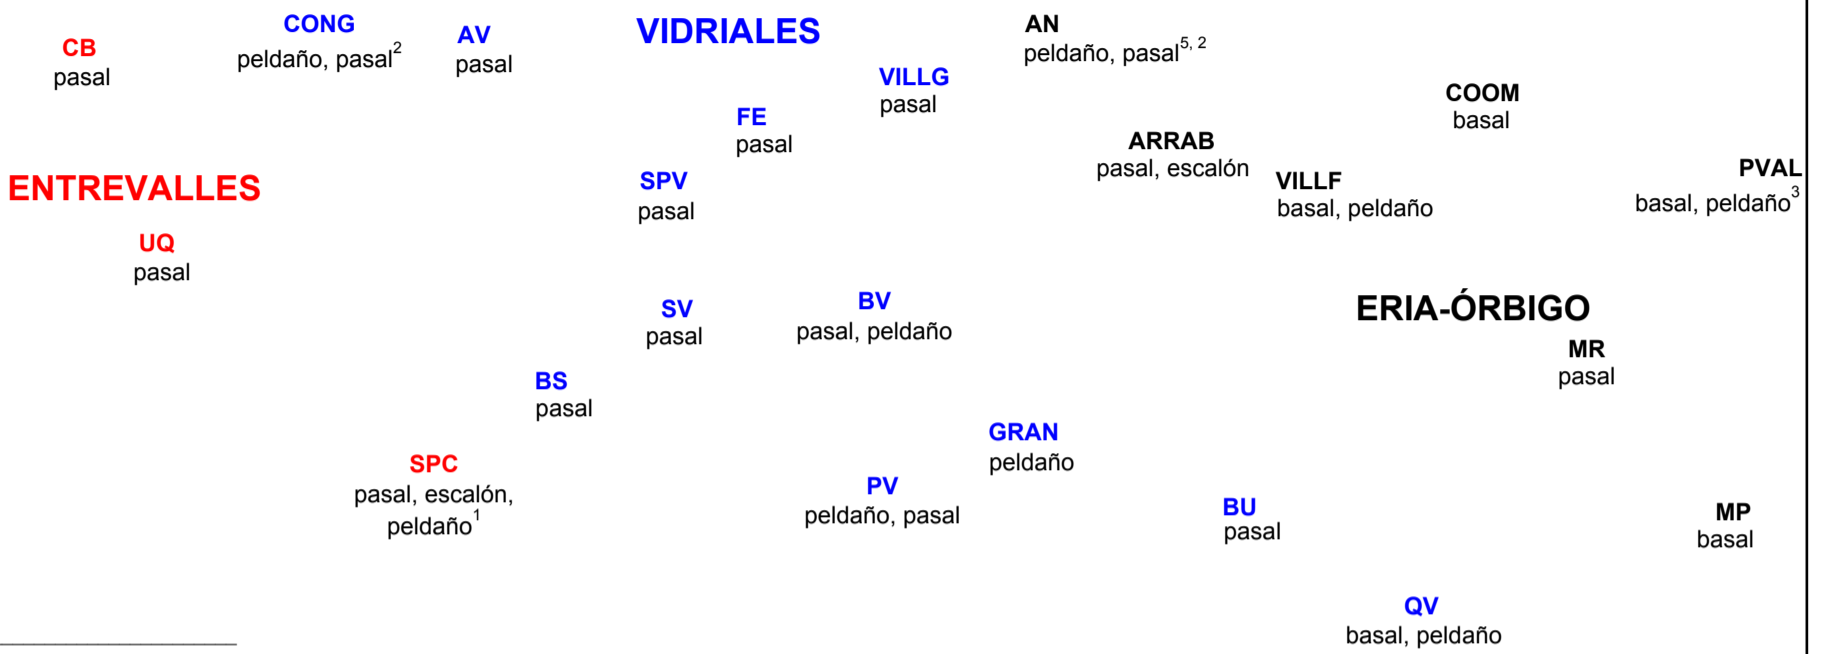 CONG
AV
VIDRIALES
AN
CB
peldaño, pasal²
pasal
peldaño, pasal⁵, ²
pasal
VILLG
pasal
COOM
basal
FE
pasal
ARRAB
pasal, escalón
PVAL
basal, peldaño³
ENTREVALLES
SPV
pasal
VILLF
basal, peldaño
UQ
pasal
SV
pasal
BV
pasal, peldaño
ERIA-ÓRBIGO
MR
pasal
BS
pasal
GRAN
peldaño
SPC
pasal, escalón,
peldaño¹
PV
peldaño, pasal
BU
pasal
MP
basal
QV
basal, peldaño